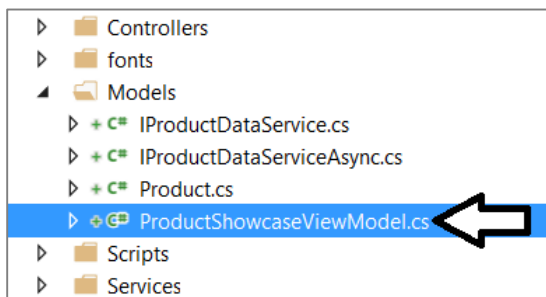 Controllers
fonts
Models
+ C# IProductDataService.cs
+ C# IProductDataServiceAsync.cs
+ C# Product.cs
+ C# ProductShowcaseViewModel.cs
Scripts
Services